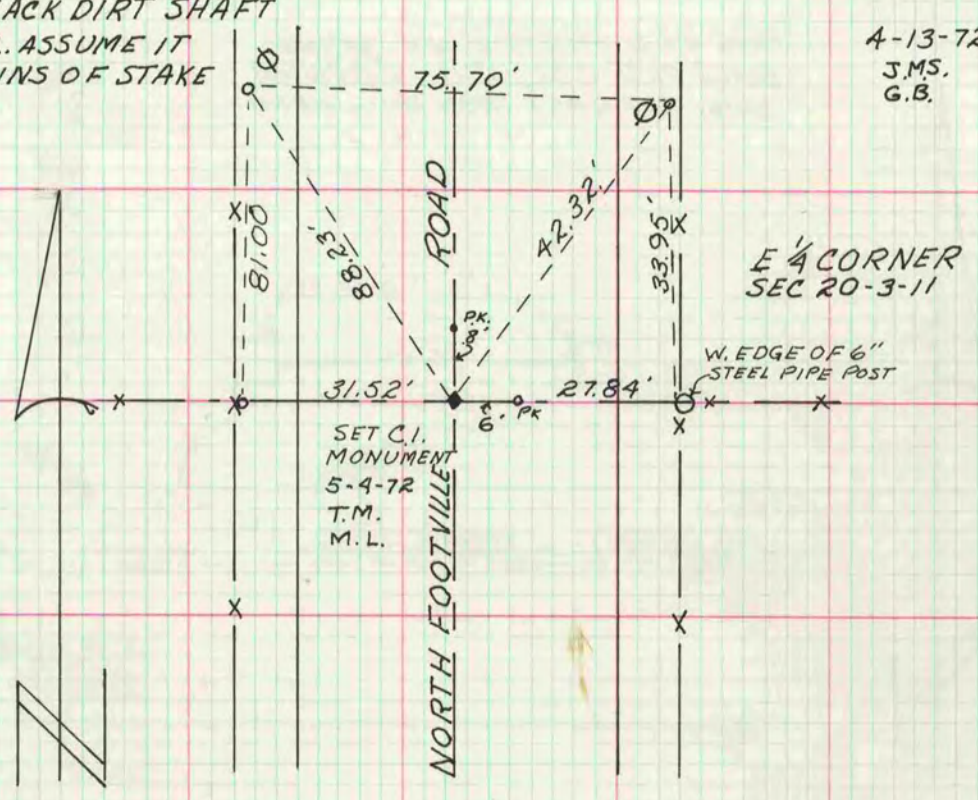 ACK DIRT SHAFT
. ASSUME IT
INS OF STAKE
4-13-72
J.M.S.
G.B.
75.70'
81.00
88.23'
42.32'
33.95'
ROAD
E ¼ CORNER
SEC 20-3-11
P.K.
.8'
W. EDGE OF 6"
STEEL PIPE POST
31.52'
27.84'
6'
PK
SET C.I.
MONUMENT
5-4-72
T.M.
M.L.
NORTH FOOTVILLE
N